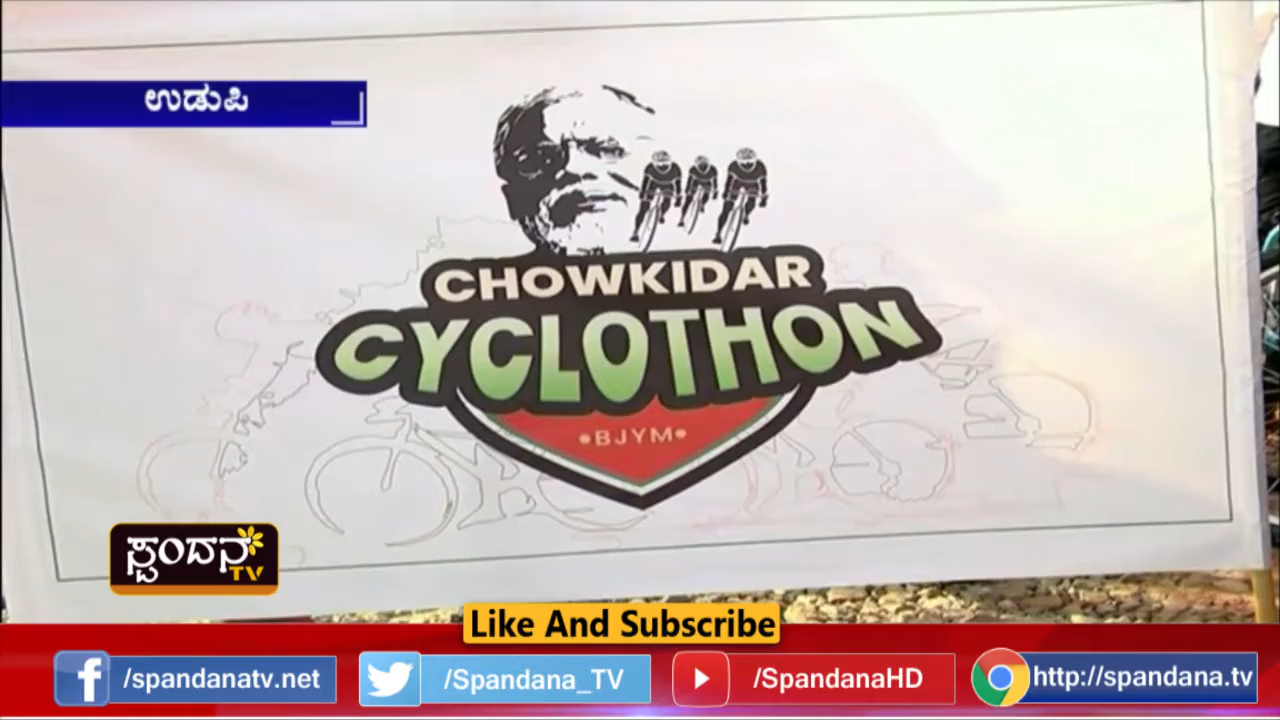 ಉಡುಪಿ
CHOWKIDAR
CYCLOTHON
•BJYM•
ಸ್ಪಂದನ
TV
Like And Subscribe
/spandanatv.net
/Spandana_TV
/SpandanaHD
http://spandana.tv